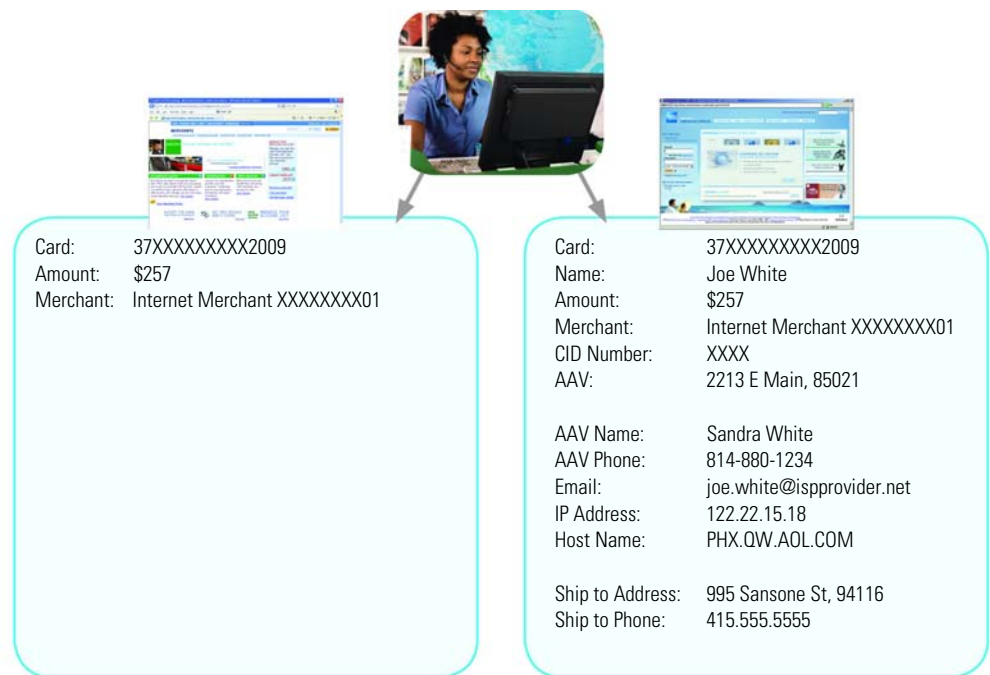 Card: 37XXXXXXXXX2009
Amount: $257
Merchant: Internet Merchant XXXXXXXX01
Card: 37XXXXXXXXX2009
Name: Joe White
Amount: $257
Merchant: Internet Merchant XXXXXXXX01
CID Number: XXXX
AAV: 2213 E Main, 85021
AAV Name: Sandra White
AAV Phone: 814-880-1234
Email: joe.white@ispprovider.net
IP Address: 122.22.15.18
Host Name: PHX.QW.AOL.COM
Ship to Address: 995 Sansone St, 94116
Ship to Phone: 415.555.5555